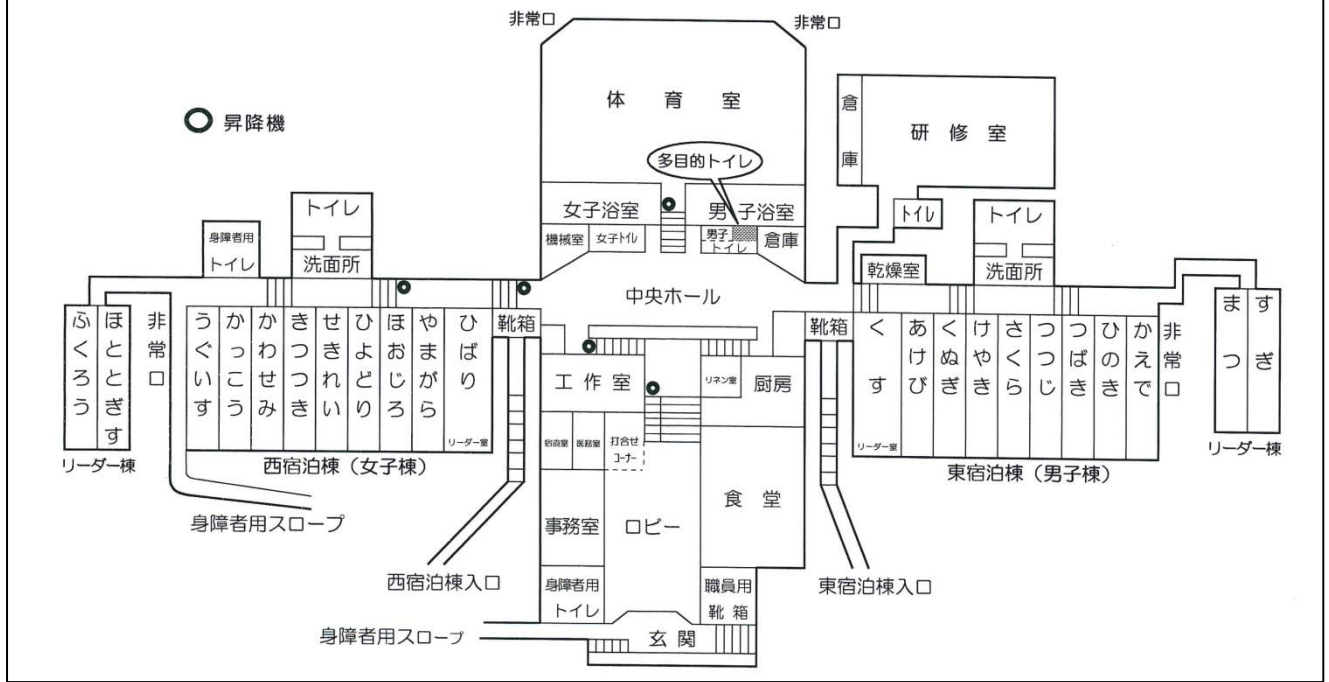 非常口
非常口
体育室
倉庫
研修室
昇降機
多目的トイレ
トイレ
女子浴室
男子浴室
トイレ
トイレ
身障者用
トイレ
洗面所
機械室
女子トイレ
男子
トイレ
倉庫
乾燥室
洗面所
中央ホール
ふくろう
ほととぎす
非常口
うぐいす
かっこう
かわせみ
きつつき
せきれい
ひよどり
ほおじろ
やまがら
ひばり
リーダー室
靴箱
靴箱
くす
リーダー室
あけび
くぬぎ
けやき
さくら
つつじ
つばき
ひのき
かえで
非常口
まつ
すぎ
工作室
リネン室
厨房
宿直室
医務室
打合せ
コーナー
リーダー棟
西宿泊棟(女子棟)
東宿泊棟(男子棟)
リーダー棟
身障者用スロープ
事務室
ロビー
食堂
西宿泊棟入口
東宿泊棟入口
身障者用
トイレ
職員用
靴箱
身障者用スロープ
玄関